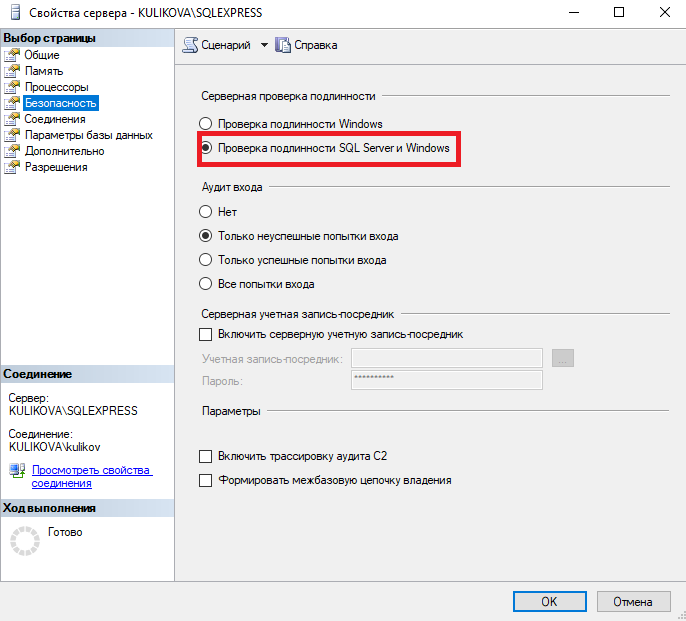 Свойства сервера - KULIKOVA\SQLEXPRESS
Выбор страницы
Общие
Память
Процессоры
Безопасность
Соединения
Параметры базы данных
Дополнительно
Разрешения
Сценарий
Справка
Серверная проверка подлинности
Проверка подлинности Windows
Проверка подлинности SQL Server и Windows
Аудит входа
Нет
Только неуспешные попытки входа
Только успешные попытки входа
Все попытки входа
Серверная учетная запись-посредник
Включить серверную учетную запись-посредник
Учетная запись-посредник:
...
Пароль:
**********
Параметры
Включить трассировку аудита C2
Формировать межбазовую цепочку владения
Соединение
Сервер:
KULIKOVA\SQLEXPRESS
Соединение:
KULIKOVA\kulikov
Просмотреть свойства
соединения
Ход выполнения
Готово
OK
Отмена